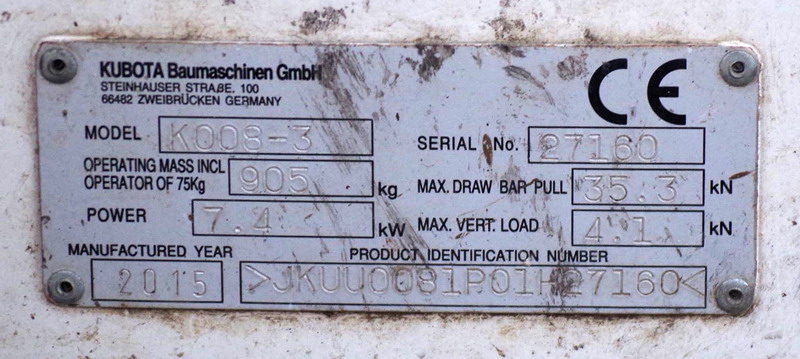 KUBOTA Baumaschinen GmbH
STEINHAUSER STRAßE. 100
66482 ZWEIBRÜCKEN GERMANY
CE
MODEL K008-3
SERIAL No. 27160
OPERATING MASS INCL
OPERATOR OF 75Kg 905 kg
MAX. DRAW BAR PULL 35.3 kN
POWER 7.4 kW
MAX. VERT. LOAD 4.1 kN
MANUFACTURED YEAR
2015
PRODUCT IDENTIFICATION NUMBER
>JKUU0081P01H27160<